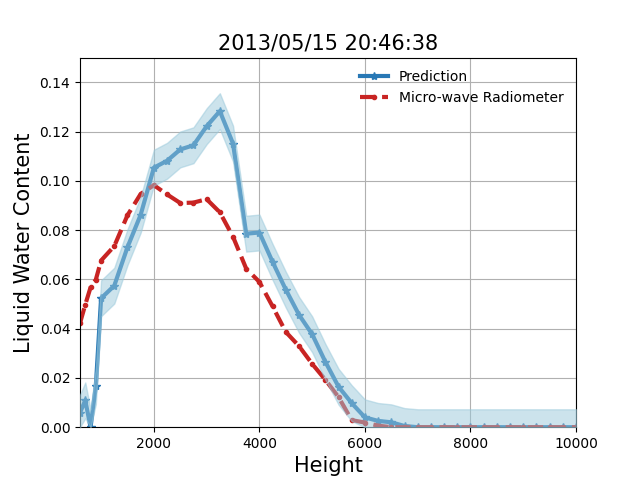 2013/05/15 20:46:38
Prediction
Micro-wave Radiometer
Liquid Water Content
0.14
0.12
0.10
0.08
0.06
0.04
0.02
0.00
2000 4000 6000 8000 10000
Height